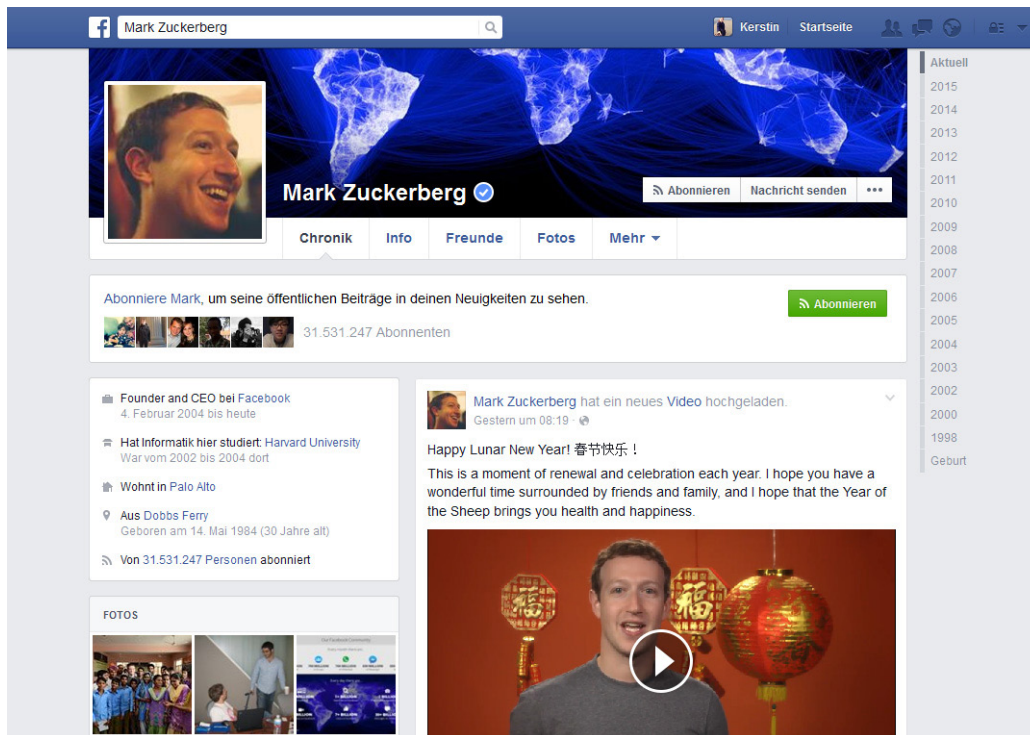 f
Mark Zuckerberg
Kerstin Startseite
Mark Zuckerberg
Abonnieren Nachricht senden •••
Chronik Info Freunde Fotos Mehr
Abonniere Mark, um seine öffentlichen Beiträge in deinen Neuigkeiten zu sehen.
Abonnieren
31.531.247 Abonnenten
Founder and CEO bei Facebook
4. Februar 2004 bis heute
Hat Informatik hier studiert: Harvard University
War vom 2002 bis 2004 dort
Wohnt in Palo Alto
Aus Dobbs Ferry
Geboren am 14. Mai 1984 (30 Jahre alt)
Von 31.531.247 Personen abonniert
FOTOS
Mark Zuckerberg hat ein neues Video hochgeladen.
Gestern um 08:19 ·
Happy Lunar New Year! 春节快乐！
This is a moment of renewal and celebration each year. I hope you have a
wonderful time surrounded by friends and family, and I hope that the Year of
the Sheep brings you health and happiness.
福 福
Aktuell
2015
2014
2013
2012
2011
2010
2009
2008
2007
2006
2005
2004
2003
2002
2000
1998
Geburt